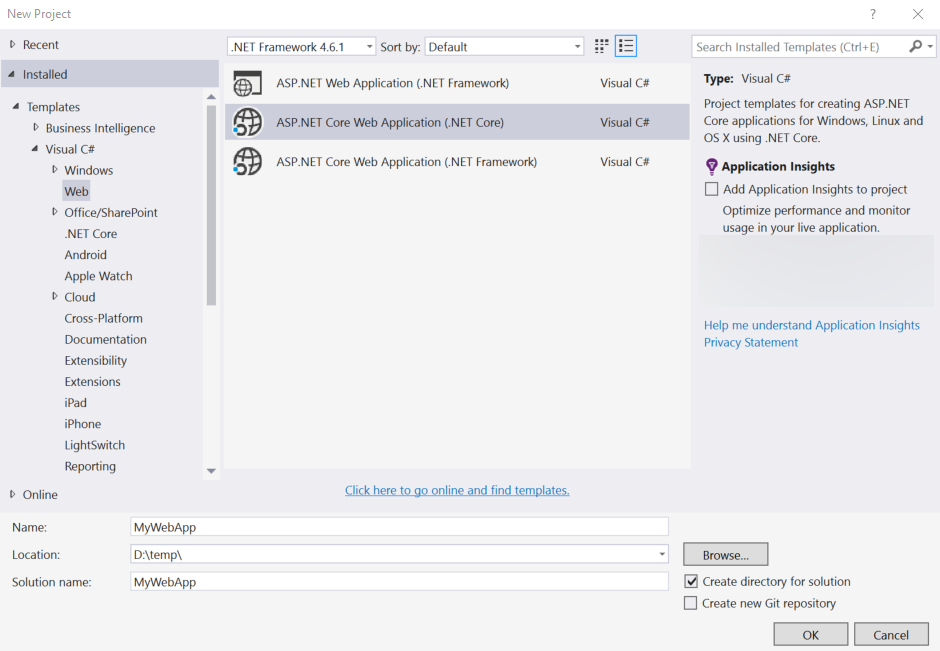 New Project
?
Recent
Installed
Templates
Business Intelligence
Visual C#
Windows
Web
Office/SharePoint
.NET Core
Android
Apple Watch
Cloud
Cross-Platform
Documentation
Extensibility
Extensions
iPad
iPhone
LightSwitch
Reporting
Online
.NET Framework 4.6.1 Sort by: Default
ASP.NET Web Application (.NET Framework) Visual C#
ASP.NET Core Web Application (.NET Core) Visual C#
ASP.NET Core Web Application (.NET Framework) Visual C#
Click here to go online and find templates.
Search Installed Templates (Ctrl+E)
Type: Visual C#
Project templates for creating ASP.NET
Core applications for Windows, Linux and
OS X using .NET Core.
Application Insights
Add Application Insights to project
Optimize performance and monitor
usage in your live application.
Help me understand Application Insights
Privacy Statement
Name: MyWebApp
Location: D:\temp\
Browse...
Solution name: MyWebApp
Create directory for solution
Create new Git repository
OK Cancel